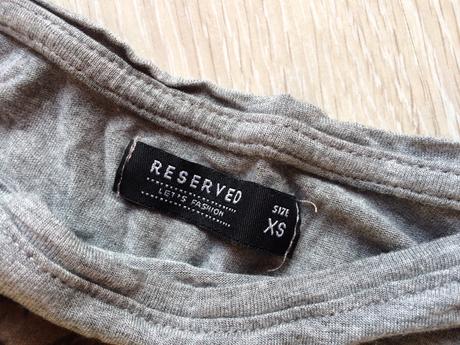 RESERVED
LET'S FASHION
SIZE
XS